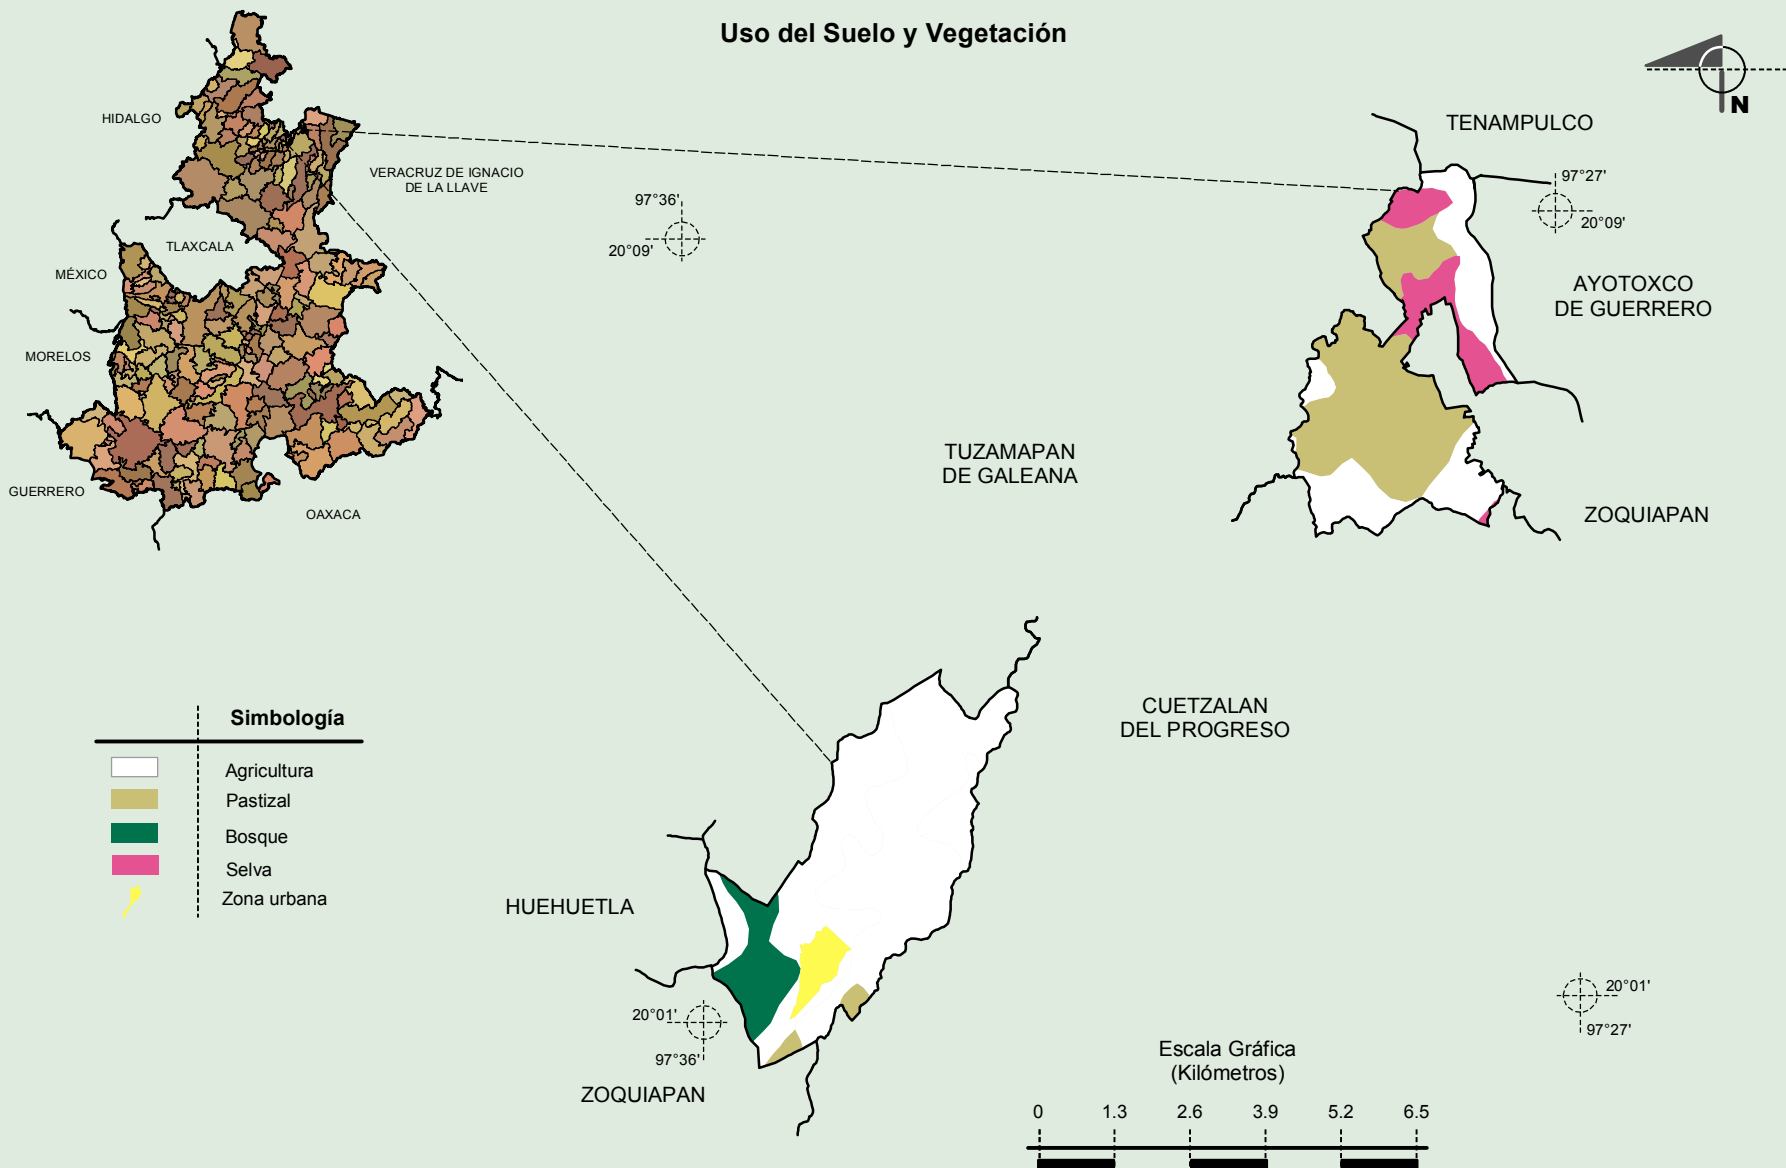 Uso del Suelo y Vegetación
N
HIDALGO
VERACRUZ DE IGNACIO
DE LA LLAVE
TLAXCALA
MÉXICO
MORELOS
GUERRERO
OAXACA
97°36'
20°09'
TENAMPULCO
97°27'
20°09'
AYOTOXCO
DE GUERRERO
TUZAMAPAN
DE GALEANA
ZOQUIAPAN
CUETZALAN
DEL PROGRESO
Simbología
Agricultura
Pastizal
Bosque
Selva
Zona urbana
HUEHUETLA
20°01'
97°36'
ZOQUIAPAN
20°01'
97°27'
Escala Gráfica
(Kilómetros)
0 1.3 2.6 3.9 5.2 6.5